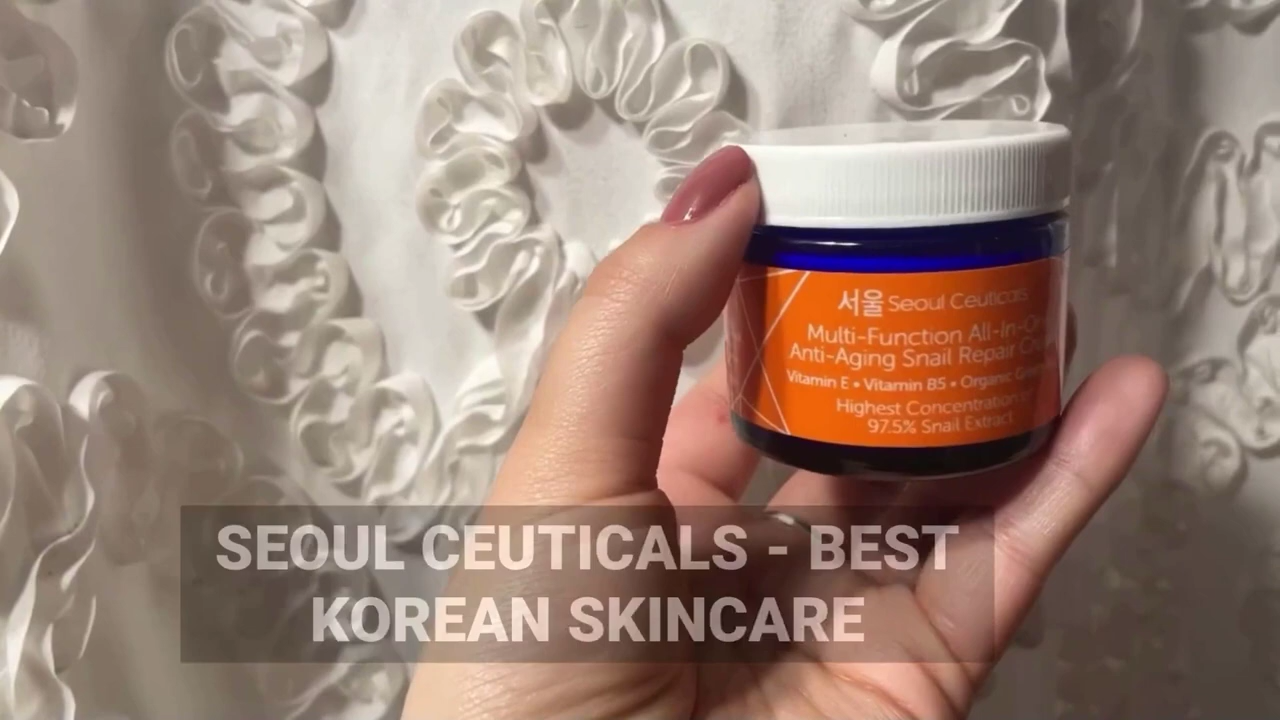 서울 Seoul Ceuticals
Multi-Function All-In-
Anti-Aging Snail Repair
Vitamin E • Vitamin B5 • Organic
Highest Concentration
97.5% Snail Extract
SEOUL CEUTICALS - BEST
KOREAN SKINCARE